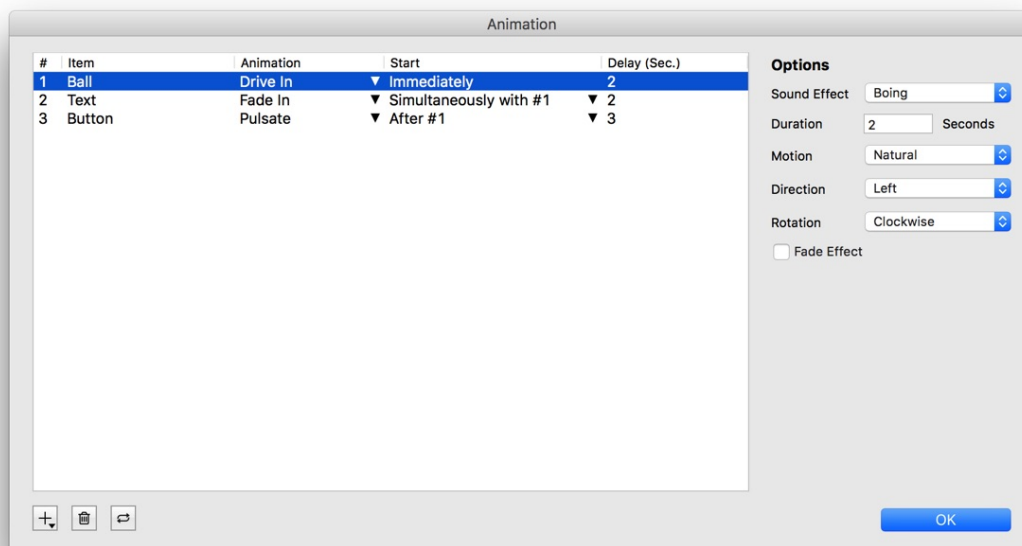 Animation
# Item Animation Start Delay (Sec.)
1 Ball Drive In Immediately 2
2 Text Fade In Simultaneously with #1 2
3 Button Pulsate After #1 3
Options
Sound Effect Boing
Duration 2 Seconds
Motion Natural
Direction Left
Rotation Clockwise
Fade Effect
OK